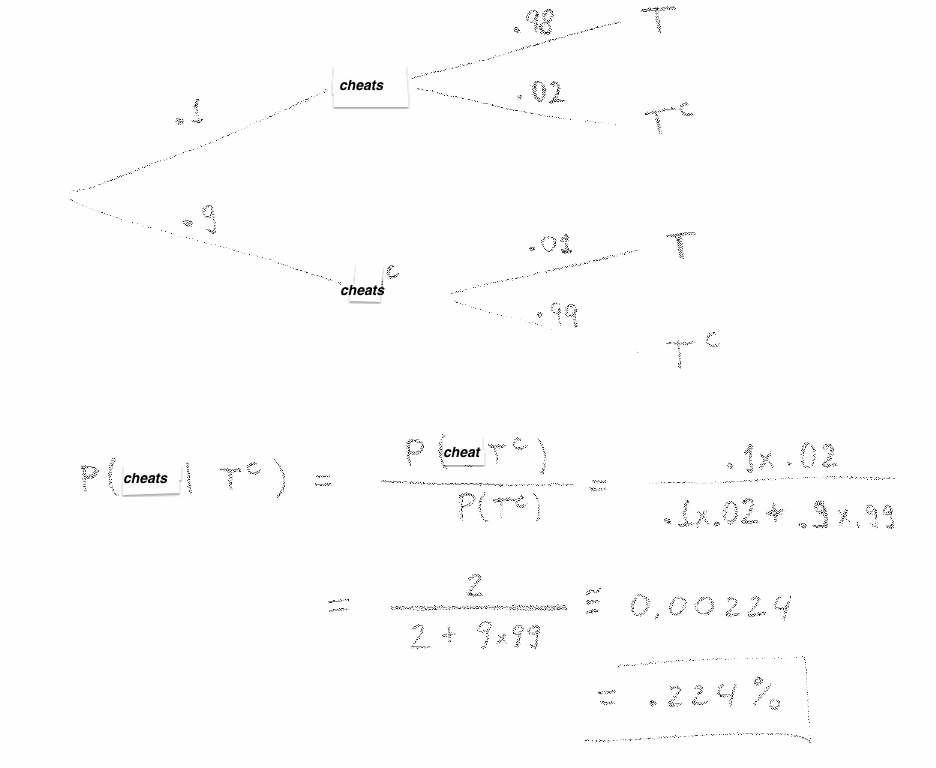 .98 T
cheats
.02 T^c
.1
.9
cheats^c
.01 T
.99
T^c
P(cheats | T^c) = P(cheat T^c) / P(T^c) = .1x.02 / .1x.02 + .9x.99
= 2 / 2 + 9x99 ≡ 0,00224
= .224%